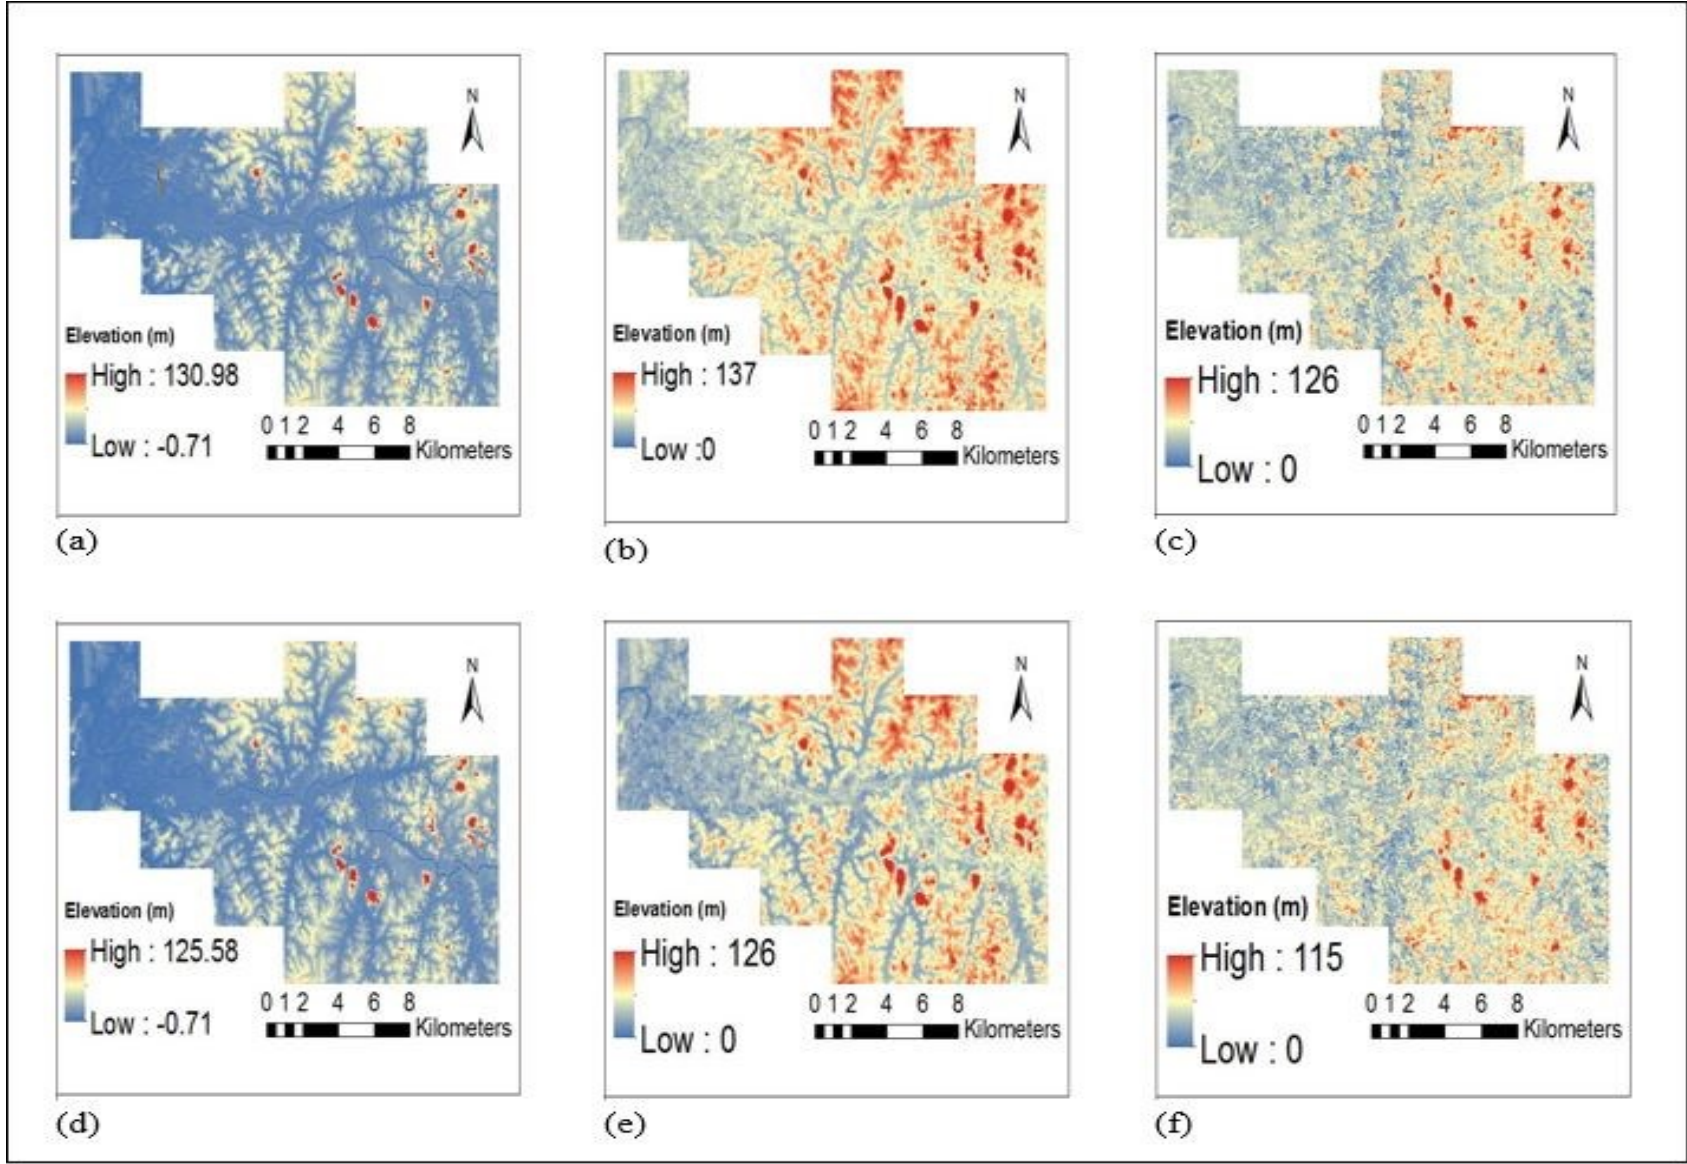 N
Elevation (m)
High : 130.98
Low : -0.71
0 1 2 4 6 8
Kilometers
(a)
N
Elevation (m)
High : 137
Low :0
0 1 2 4 6 8
Kilometers
(b)
N
Elevation (m)
High : 126
Low : 0
0 1 2 4 6 8
Kilometers
(c)
N
Elevation (m)
High : 125.58
Low : -0.71
0 1 2 4 6 8
Kilometers
(d)
N
Elevation (m)
High : 126
Low : 0
0 1 2 4 6 8
Kilometers
(e)
N
Elevation (m)
High : 115
Low : 0
0 1 2 4 6 8
Kilometers
(f)